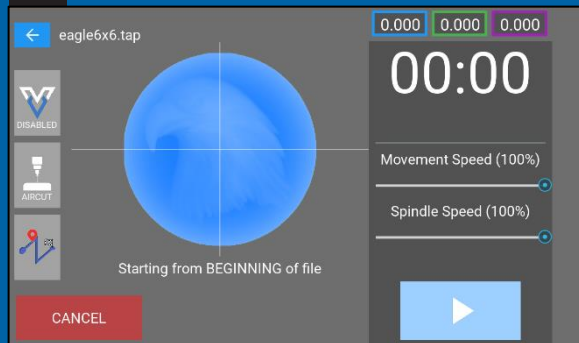 eagle6x6.tap
0.000 0.000 0.000
00:00
DISABLED
Movement Speed (100%)
AIRCUT
Spindle Speed (100%)
Starting from BEGINNING of file
CANCEL